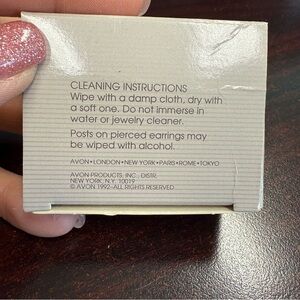 CLEANING INSTRUCTIONS
Wipe with a damp cloth, dry with
a soft one. Do not immerse in
water or jewelry cleaner.
Posts on pierced earrings may
be wiped with alcohol.
AVON•LONDON•NEW YORK•PARIS•ROME•TOKYO
AVON PRODUCTS, INC., DISTR.
NEW YORK, N.Y. 10019
© AVON 1992–ALL RIGHTS RESERVED